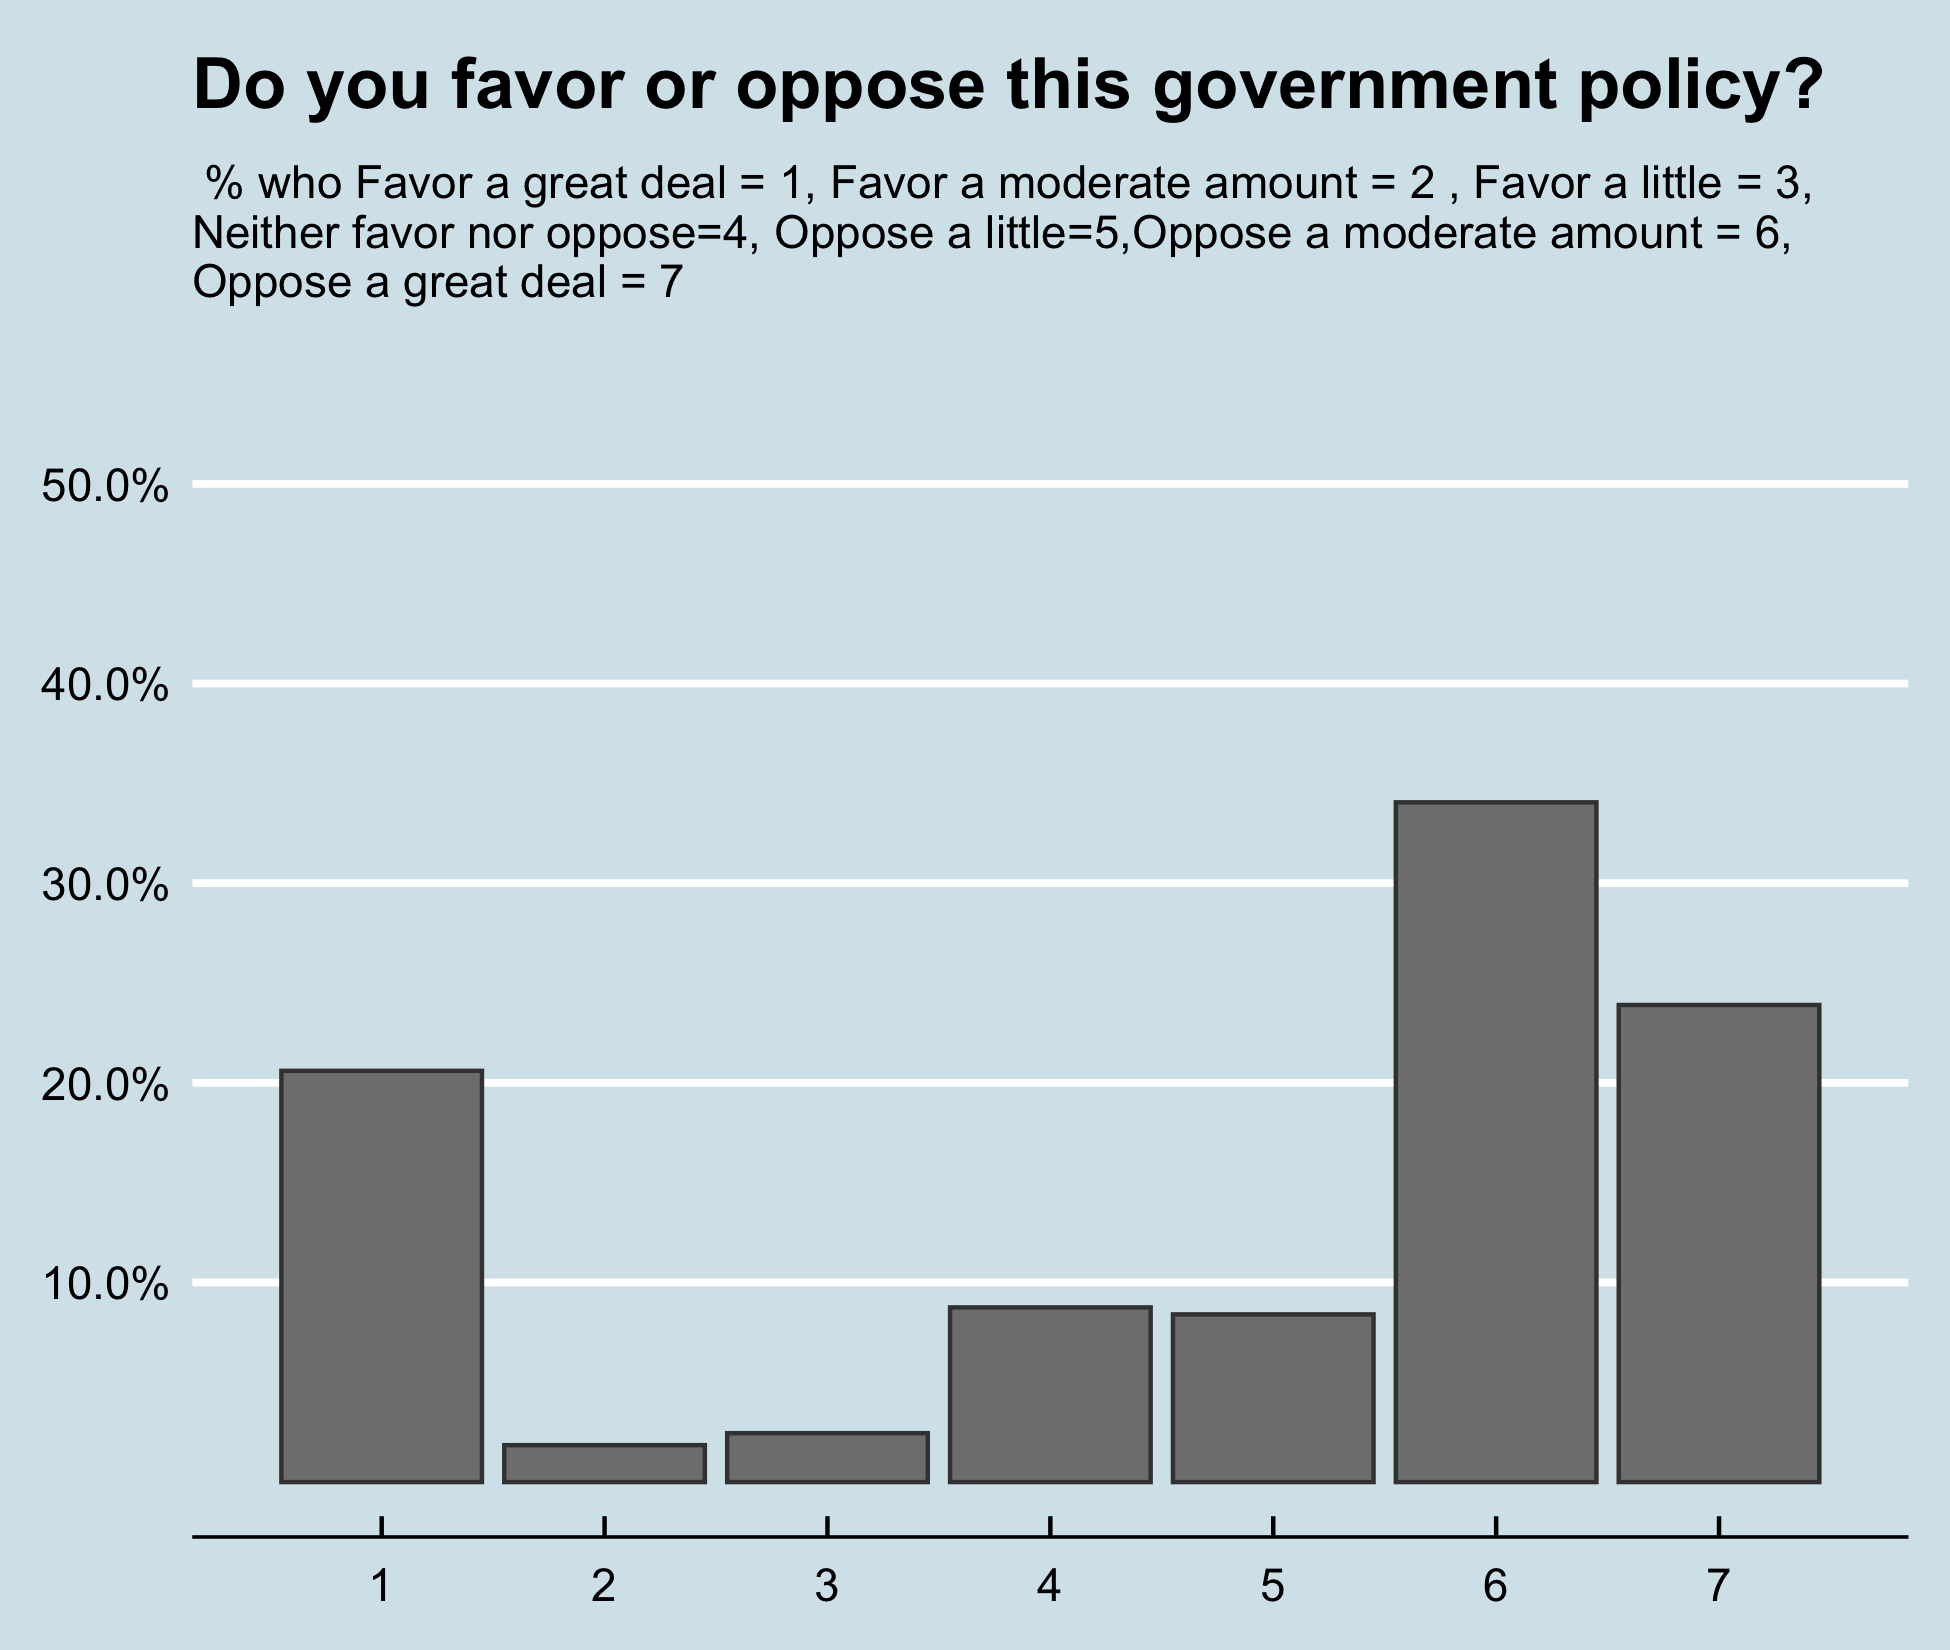 Do you favor or oppose this government policy?
% who Favor a great deal = 1, Favor a moderate amount = 2 , Favor a little = 3,
Neither favor nor oppose=4, Oppose a little=5,Oppose a moderate amount = 6,
Oppose a great deal = 7
50.0%
40.0%
30.0%
20.0%
10.0%
1 2 3 4 5 6 7